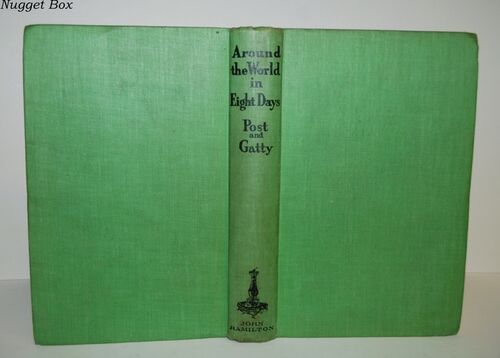 Nugget Box
Around
the World
in
Eight Days
Post
and
Gatty
JOHN
HAMILTON